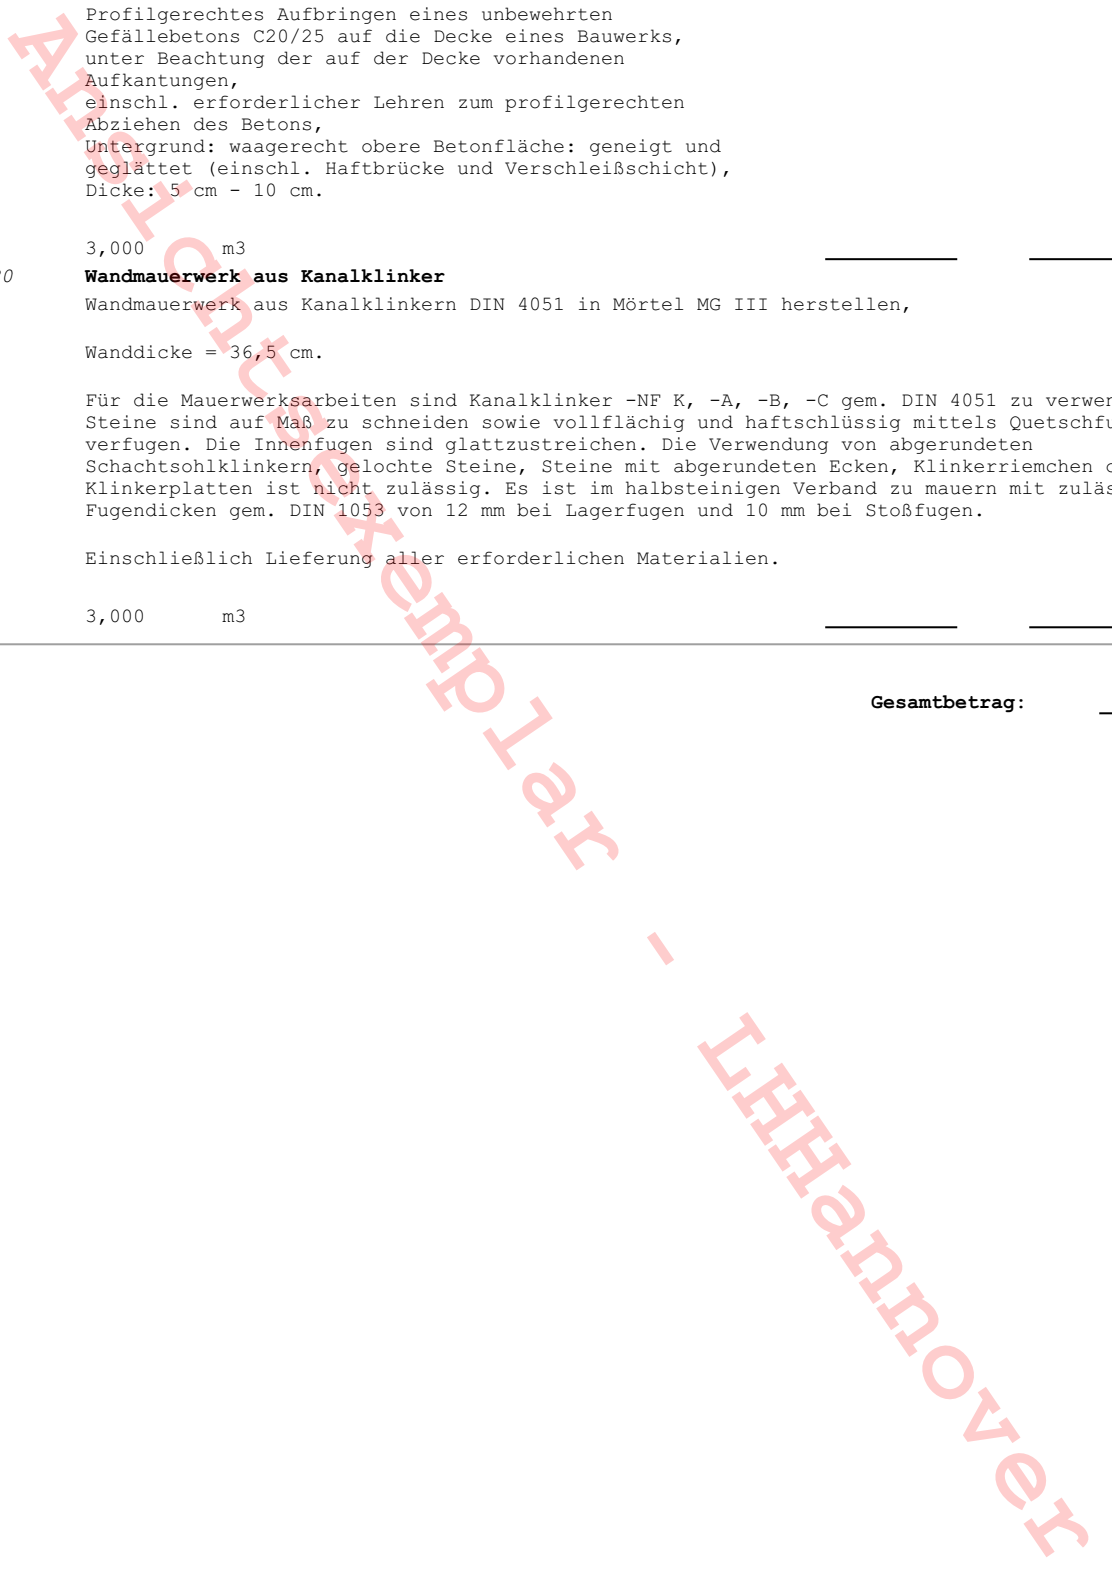 Profilgerechtes Aufbringen eines unbewehrten
Gefällebetons C20/25 auf die Decke eines Bauwerks,
unter Beachtung der auf der Decke vorhandenen
Aufkantungen,
einschl. erforderlicher Lehren zum profilgerechten
Abziehen des Betons,
Untergrund: waagerecht obere Betonfläche: geneigt und
geglättet (einschl. Haftbrücke und Verschleißschicht),
Dicke: 5 cm - 10 cm.
3,000 m3
0 Wandmauerwerk aus Kanalklinker
Wandmauerwerk aus Kanalklinkern DIN 4051 in Mörtel MG III herstellen,
Wanddicke = 36,5 cm.
Für die Mauerwerksarbeiten sind Kanalklinker -NF K, -A, -B, -C gem. DIN 4051 zu verwen
Steine sind auf Maß zu schneiden sowie vollflächig und haftschlüssig mittels Quetschfu
verfugen. Die Innenfugen sind glattzustreichen. Die Verwendung von abgerundeten
Schachtsohlklinkern, gelochte Steine, Steine mit abgerundeten Ecken, Klinkerriemchen
Klinkerplatten ist nicht zulässig. Es ist im halbsteinigen Verband zu mauern mit zuläs
Fugendicken gem. DIN 1053 von 12 mm bei Lagerfugen und 10 mm bei Stoßfugen.
Einschließlich Lieferung aller erforderlichen Materialien.
3,000 m3
Gesamtbetrag:
Ansichtsexemplar - LHHannover